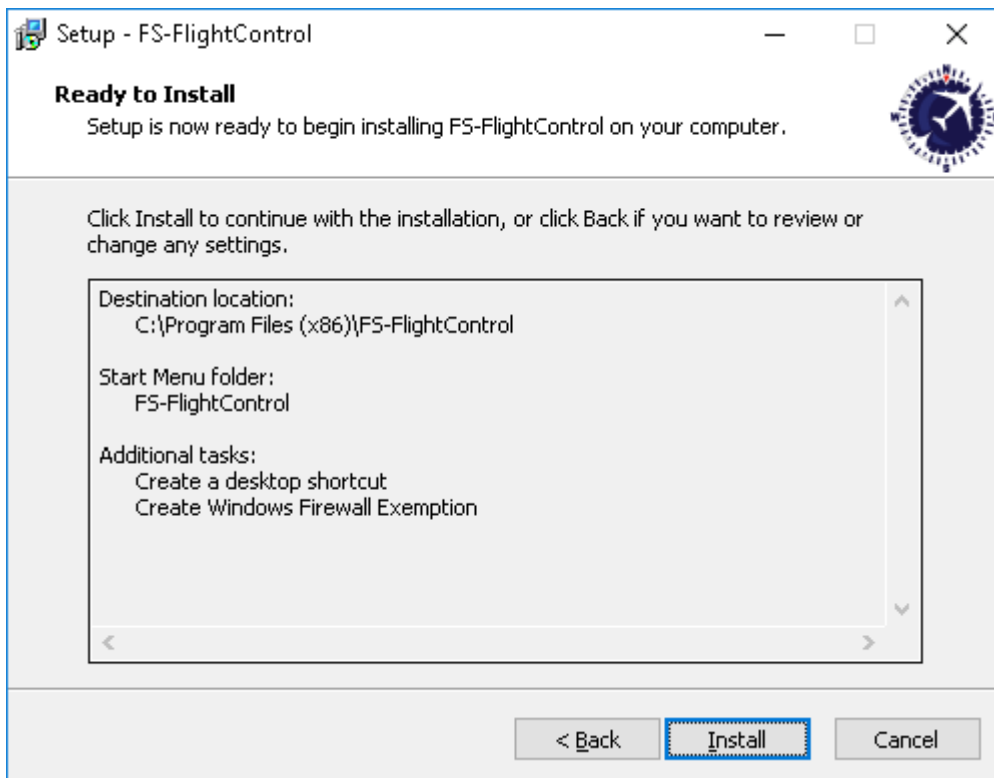 Setup - FS-FlightControl
Ready to Install
Setup is now ready to begin installing FS-FlightControl on your computer.
N
W
S
Click Install to continue with the installation, or click Back if you want to review or
change any settings.
Destination location:
C:\Program Files (x86)\FS-FlightControl
Start Menu folder:
FS-FlightControl
Additional tasks:
Create a desktop shortcut
Create Windows Firewall Exemption
< Back
Install
Cancel